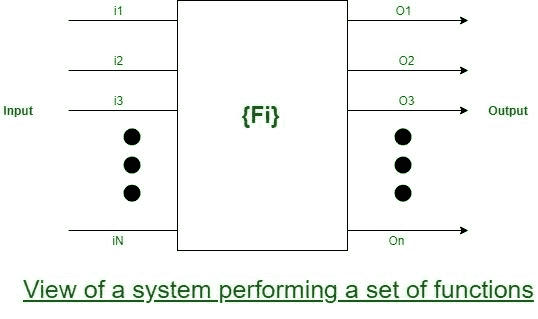 i1 O1
i2 O2
i3 O3
Input {Fi} Output
iN On
View of a system performing a set of functions